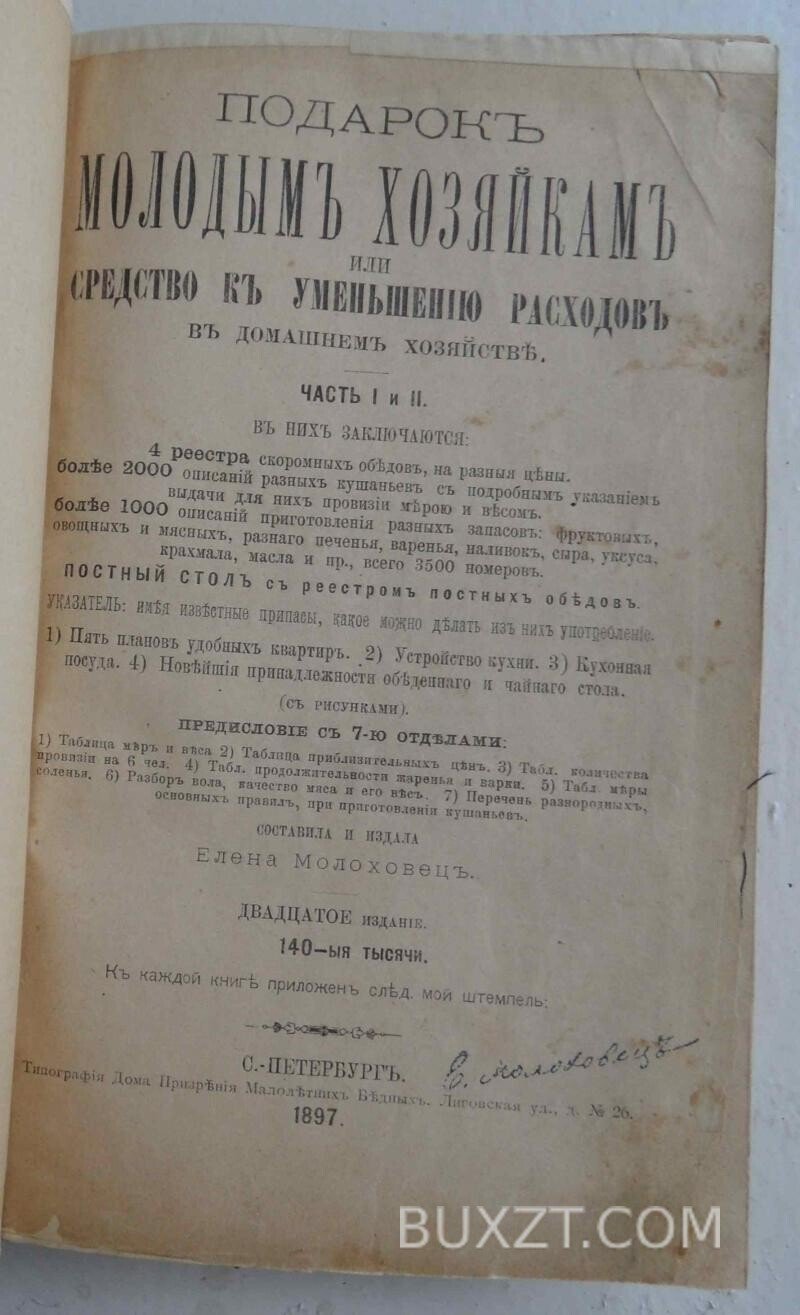 ПОДАРОКЪ
МОЛОДЫМЪ ХОЗЯЙКАМЪ
ИЛИ
СРЕДСТВО КЪ УМЕНЬШЕНІЮ РАСХОДОВЪ
ВЪ ДОМАШНЕМЪ ХОЗЯЙСТВѢ.
ЧАСТЬ I и II.
ВЪ НИХЪ ЗАКЛЮЧАЮТСЯ:
4 реестра скоромныхъ обѣдовъ, на разныя цѣны.
болѣе 2000 описаній разныхъ кушаньевъ съ подробнымъ указаніемъ
выдачи для нихъ провизіи мѣрою и вѣсомъ.
болѣе 1000 описаній приготовленія разныхъ запасовъ: фруктовыхъ,
овощныхъ и мясныхъ, разнаго печенья, варенья, наливокъ, сыра, уксуса,
крахмала, масла и пр., всего 3500 номеровъ.
ПОСТНЫЙ СТОЛЪ съ реестромъ постныхъ обѣдовъ.
УКАЗАТЕЛЬ: имѣя извѣстные припасы, какое можно дѣлать изъ нихъ употребленіе.
1) Пять плановъ удобныхъ квартиръ. 2) Устройство кухни. 3) Кухонная
посуда. 4) Новѣйшія принадлежности обѣденнаго и чайнаго стола.
(съ рисунками).
ПРЕДИСЛОВІЕ СЪ 7-Ю ОТДѢЛАМИ:
1) Таблица мѣръ и вѣса 2) Таблица приблизительныхъ цѣнъ. 3) Табл. количества
провизіи на 6 чел. 4) Табл. продолжительности жаренья и варки. 5) Табл мѣры
соленья. 6) Разборъ вола, качество мяса и его вѣсъ. 7) Перечень разнородныхъ,
основныхъ правилъ, при приготовленіи кушаньевъ.
СОСТАВИЛА И ИЗДАЛА
Елена Молоховецъ.
ДВАДЦАТОЕ ИЗДАНІЕ.
140-ыя тысячи.
Къ каждой книгѣ приложенъ слѣд. мой штемпель:
Е. Молоховецъ
С.-ПЕТЕРБУРГЪ.
Типографія Дома Призрѣнія Малолѣтнихъ Бѣдныхъ. Лиговская ул., д. № 26.
1897.
BUXZT.COM